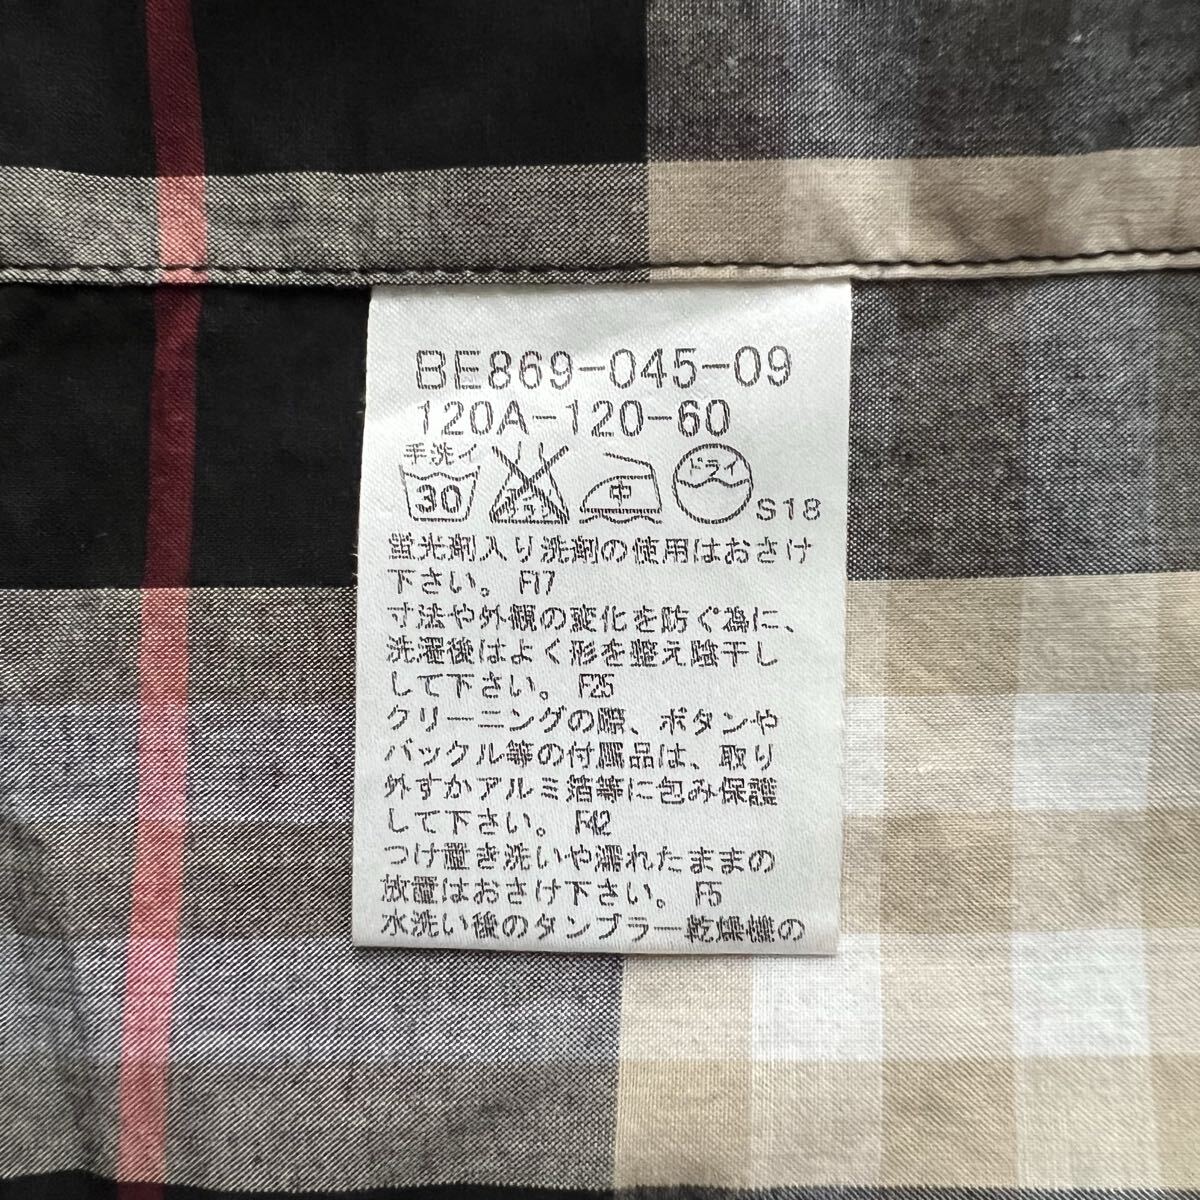 BE869-045-09
120A-120-60
手洗イ
30 中 ドライ S18
蛍光剤入り洗剤の使用はおさけ
下さい。 F17
寸法や外観の変化を防ぐ為に、
洗濯後はよく形を整え陰干し
して下さい。 F25
クリーニングの際、ボタンや
バックル等の付属品は、取り
外すかアルミ箔等に包み保護
して下さい。 F42
つけ置き洗いや濡れたままの
放置はおさけ下さい。 F5
水洗い後のタンブラー乾燥機の